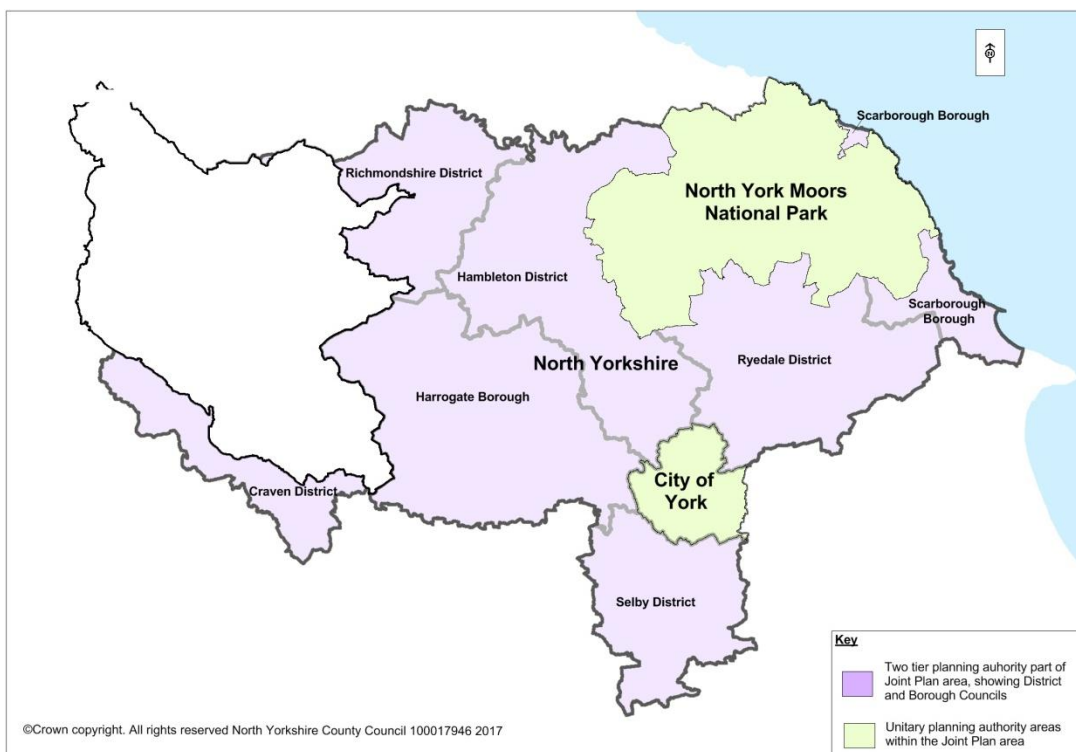 Scarborough Borough
Richmondshire District
North York Moors
National Park
Hambleton District
Scarborough
Borough
North Yorkshire
Ryedale District
Harrogate Borough
City of
York
Craven District
Selby District
Key
Two tier planning auhority part of
Joint Plan area, showing District
and Borough Councils
Unitary planning authority areas
within the Joint Plan area
©Crown copyright. All rights reserved North Yorkshire County Council 100017946 2017